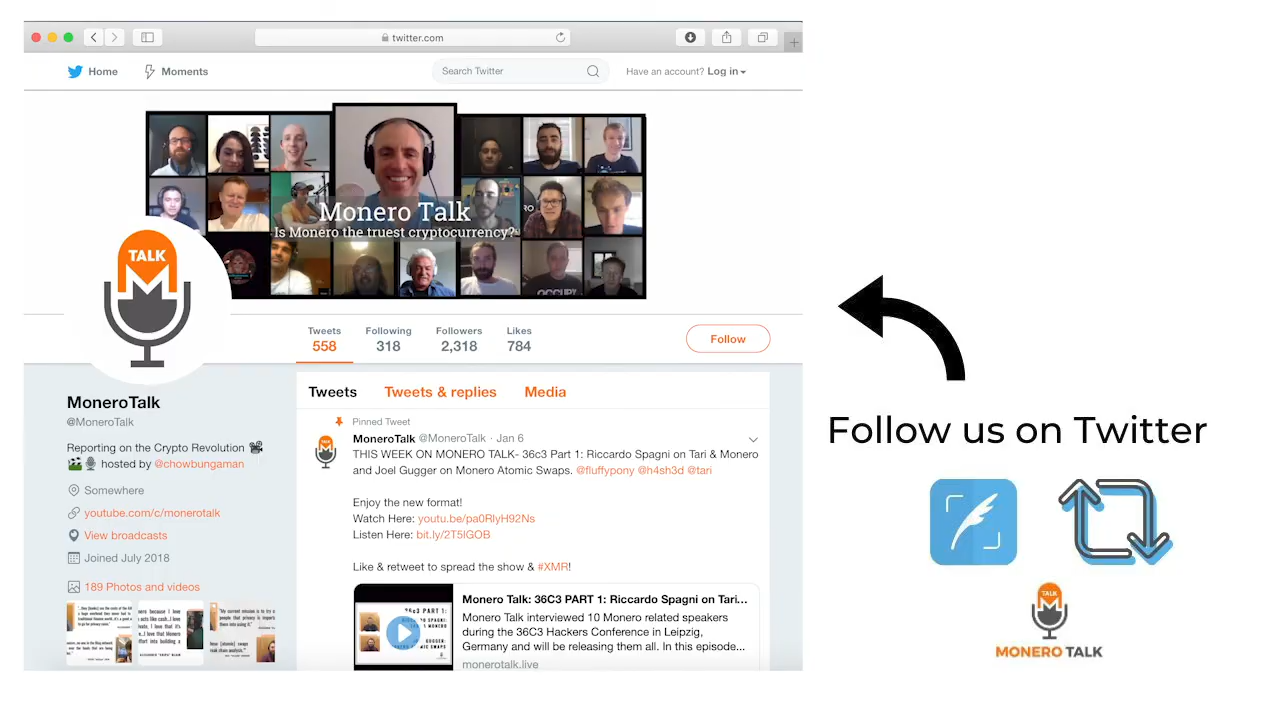 twitter.com
Home
Moments
Search Twitter
Have an account? Log in
Monero Talk
Is Monero the truest cryptocurrency?
TALK
Tweets
Following
Followers
Likes
558
318
2,318
784
Follow
MoneroTalk
@MoneroTalk
Reporting on the Crypto Revolution
hosted by @chowbungaman
Somewhere
youtube.com/c/monerotalk
View broadcasts
Joined July 2018
189 Photos and videos
Tweets
Tweets & replies
Media
Pinned Tweet
MoneroTalk @MoneroTalk · Jan 6
THIS WEEK ON MONERO TALK- 36c3 Part 1: Riccardo Spagni on Tari & Monero
and Joel Gugger on Monero Atomic Swaps. @fluffypony @h4sh3d @tari
Enjoy the new format!
Watch Here: youtu.be/pa0RlyH92Ns
Listen Here: bit.ly/2T5lGOB
Like & retweet to spread the show & #XMR!
Monero Talk: 36C3 PART 1: Riccardo Spagni on Tari...
Monero Talk interviewed 10 Monero related speakers
during the 36C3 Hackers Conference in Leipzig,
Germany and will be releasing them all. In this episode...
monerotalk.live
Follow us on Twitter
TALK
MONERO TALK